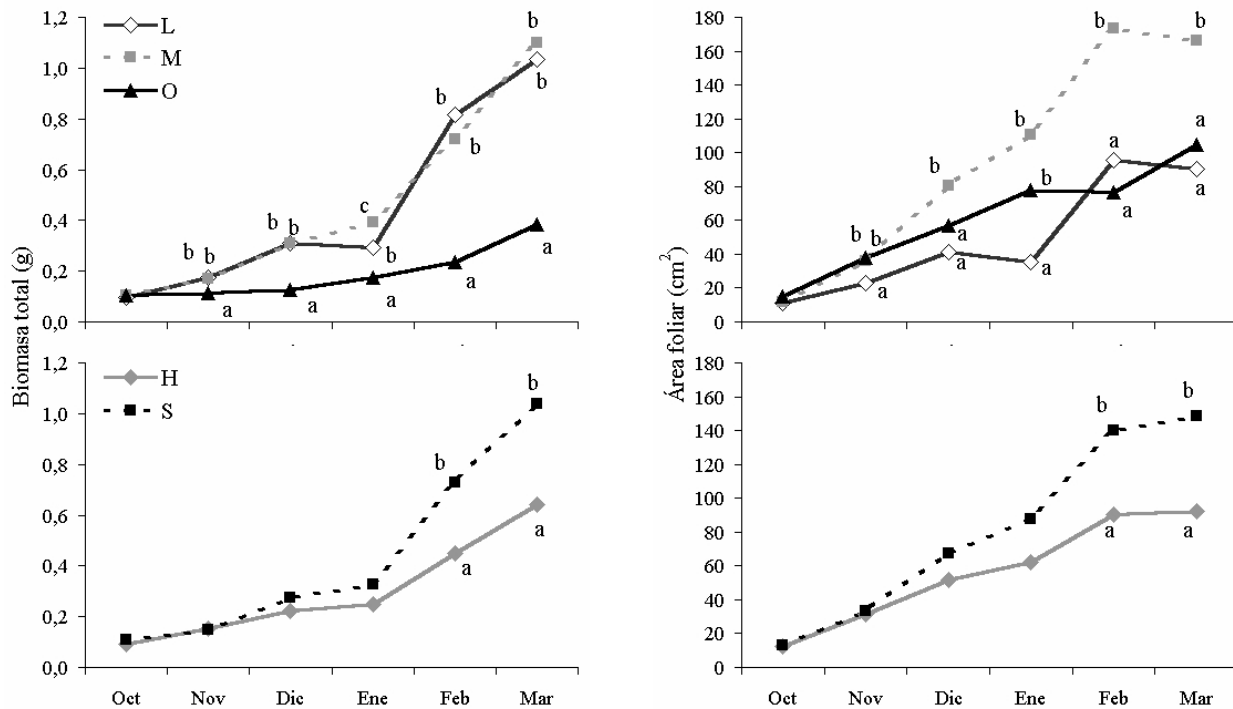 Biomasa total (g)
1,2
1,0
0,8
0,6
0,4
0,2
0,0
L
M
O
b
b
b
b
b
b
b
b
c
b
a
a
a
a
a
Área foliar (cm²)
180
160
140
120
100
80
60
40
20
0
b
b
b
b
b
b
b
a
a
a
a
a
a
a
a
1,2
1,0
0,8
0,6
0,4
0,2
0,0
H
S
b
b
a
a
Oct Nov Dic Ene Feb Mar
180
160
140
120
100
80
60
40
20
0
b
b
a
a
Oct Nov Dic Ene Feb Mar